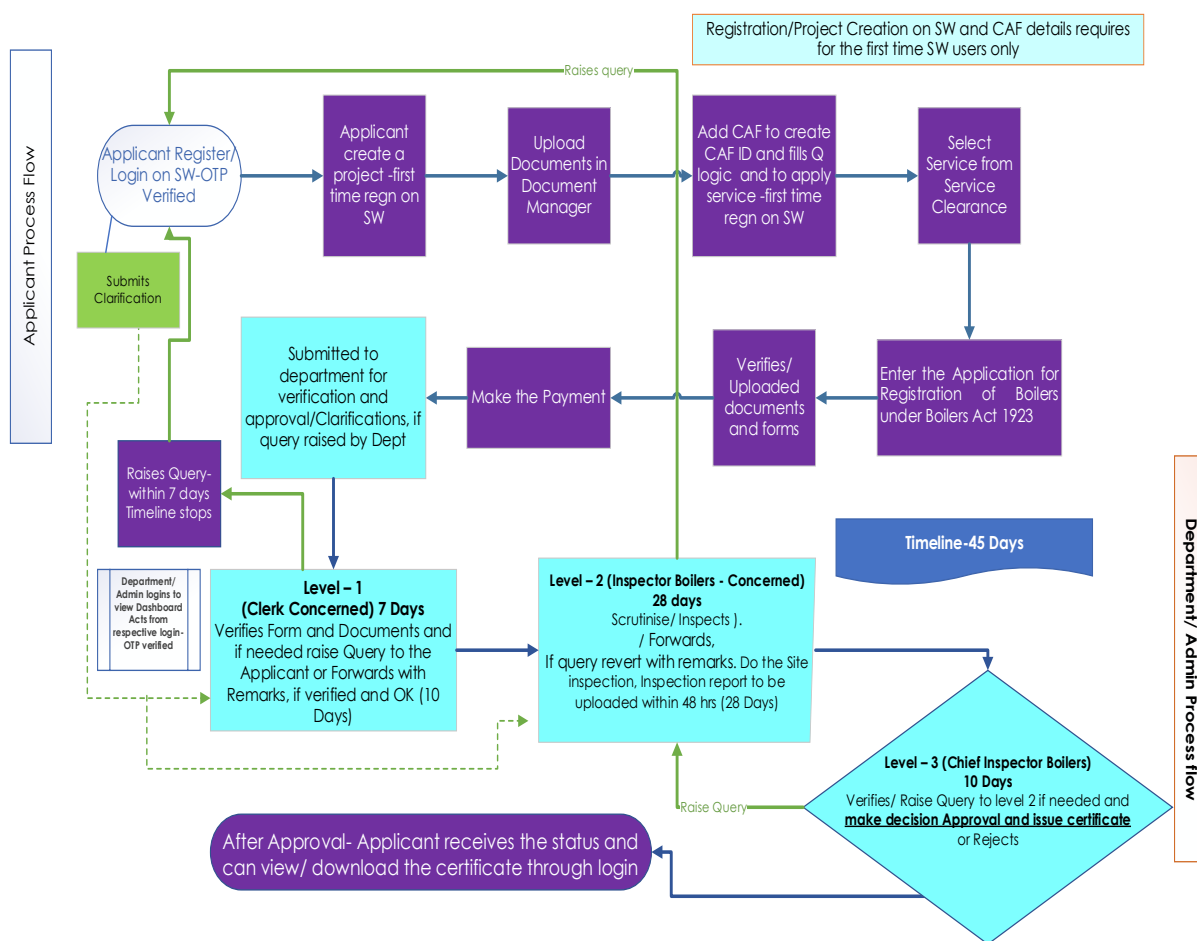 Registration/Project Creation on SW and CAF details requires
for the first time SW users only
Applicant Process Flow
Raises query
Applicant Register/
Login on SW-OTP
Verified
Applicant
create a
project -first
time regn on
SW
Upload
Documents in
Document
Manager
Add CAF to create
CAF ID and fills Q
logic and to apply
service -first time
regn on SW
Select
Service from
Service
Clearance
Submits
Clarification
Submitted to
department for
verification and
approval/Clarifications, if
query raised by Dept
Make the Payment
Verifies/
Uploaded
documents
and forms
Enter the Application for
Registration of Boilers
under Boilers Act 1923
Raises Query-
within 7 days
Timeline stops
Department/ Admin Process flow
Timeline-45 Days
Department/
Admin logins to
view Dashboard
Acts from
respective login-
OTP verified
Level – 1
(Clerk Concerned) 7 Days
Verifies Form and Documents and
if needed raise Query to the
Applicant or Forwards with
Remarks, if verified and OK (10
Days)
Level – 2 (Inspector Boilers - Concerned)
28 days
Scrutinise/ Inspects ).
/ Forwards,
If query revert with remarks. Do the Site
inspection, Inspection report to be
uploaded within 48 hrs (28 Days)
Level – 3 (Chief Inspector Boilers)
10 Days
Verifies/ Raise Query to level 2 if needed and
make decision Approval and issue certificate
or Rejects
Raise Query
After Approval- Applicant receives the status and
can view/ download the certificate through login